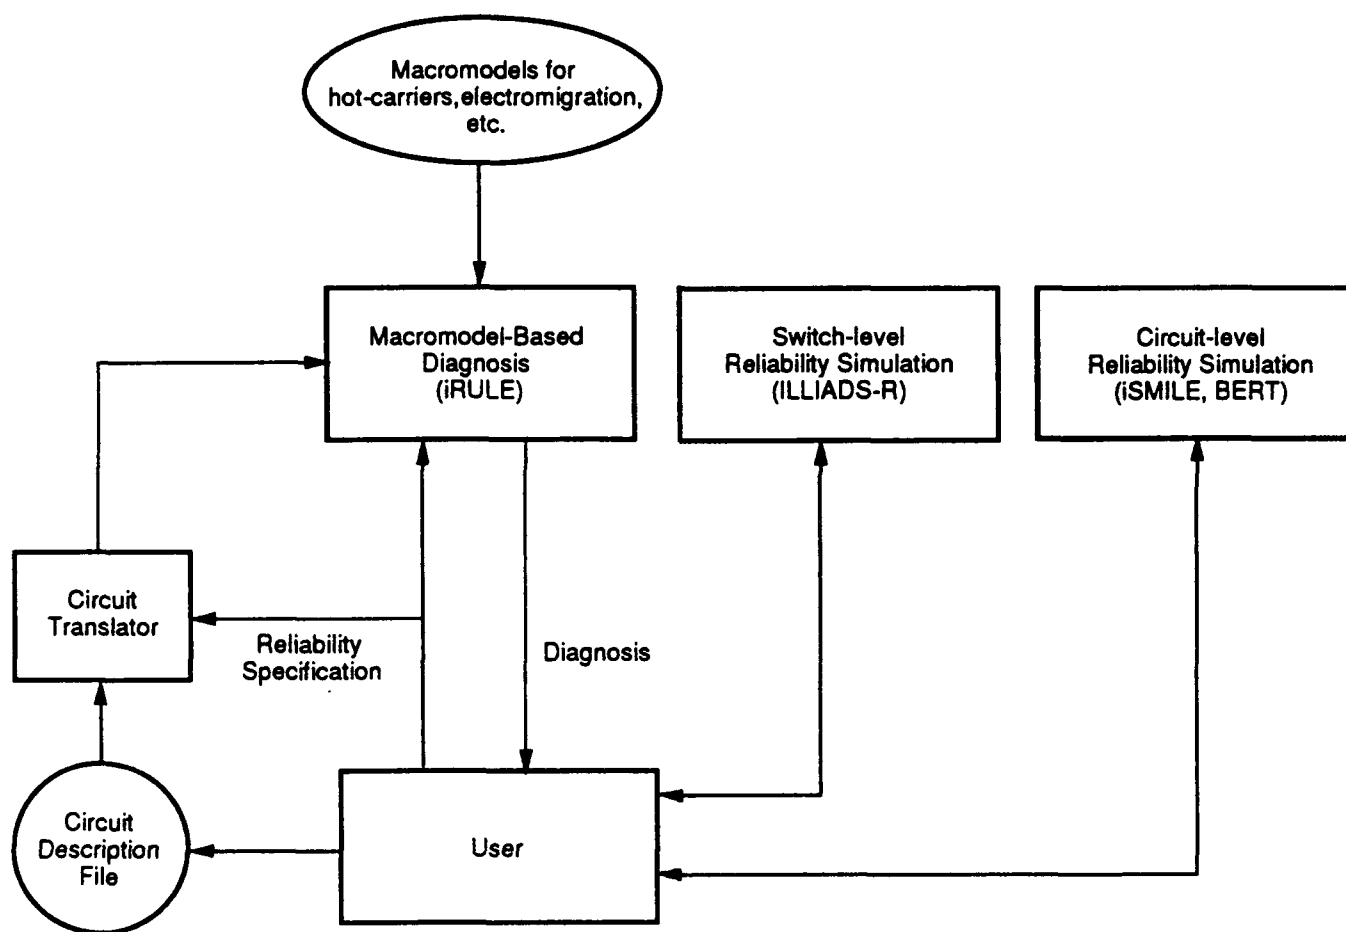 Macromodels for
hot-carriers,electromigration,
etc.
Macromodel-Based
Diagnosis
(iRULE)
Switch-level
Reliability Simulation
(ILLIADS-R)
Circuit-level
Reliability Simulation
(iSMILE, BERT)
Circuit
Translator
Reliability
Specification
Diagnosis
Circuit
Description
File
User